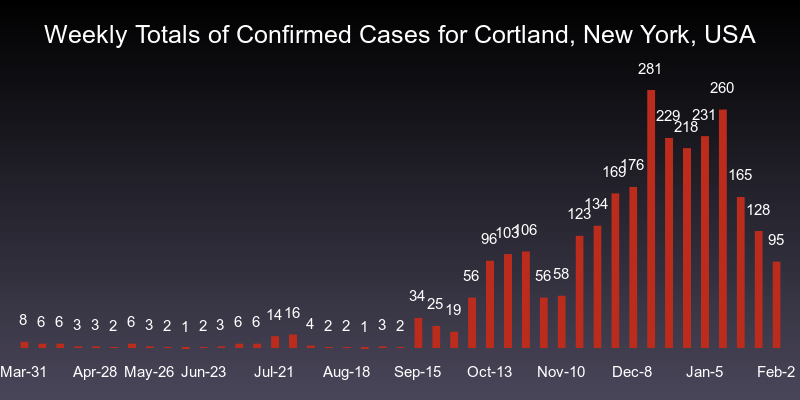 Weekly Totals of Confirmed Cases for Cortland, New York, USA
8 6 6 3 3 2 6 3 2 1 2 3 6 6 14 16 4 2 2 1 3 2 34 25 19 56 96 103 106 56 58 123 134 169 176 281 229 218 231 260 165 128 95
Mar-31 Apr-28 May-26 Jun-23 Jul-21 Aug-18 Sep-15 Oct-13 Nov-10 Dec-8 Jan-5 Feb-2